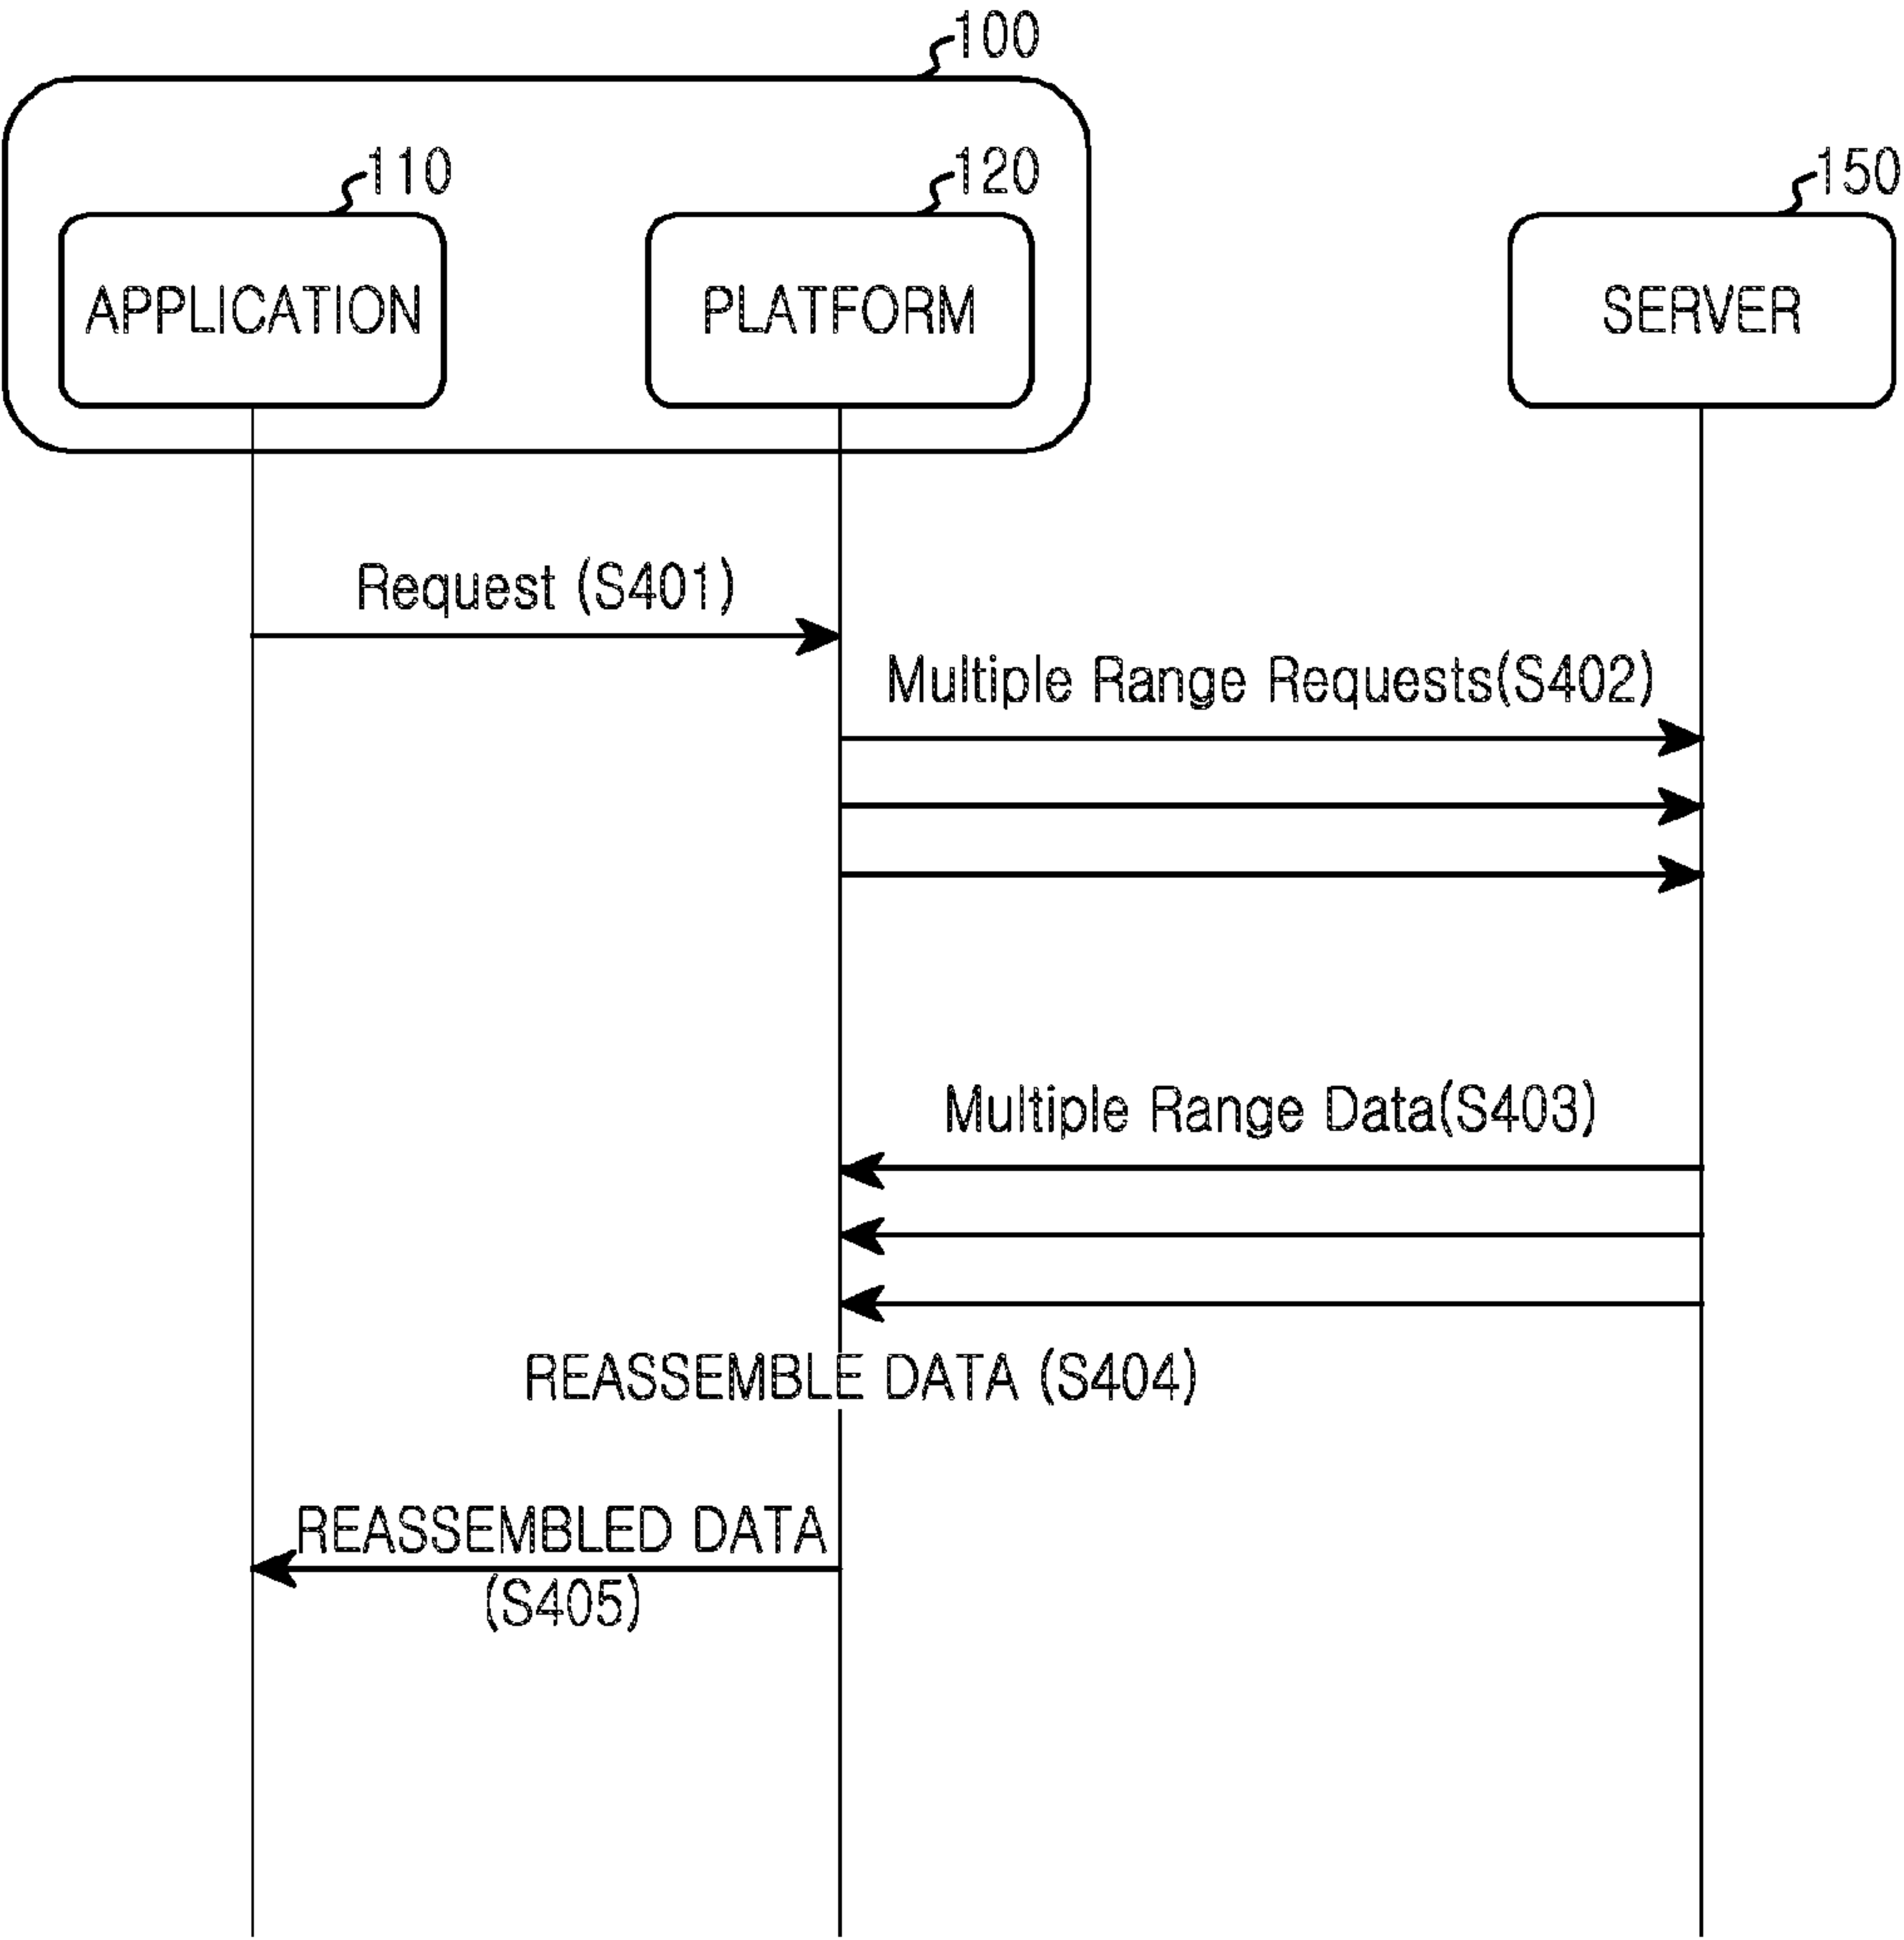 100
110
120
150
APPLICATION
PLATFORM
SERVER
Request (S401)
Multiple Range Requests(S402)
Multiple Range Data(S403)
REASSEMBLE DATA (S404)
REASSEMBLED DATA
(S405)